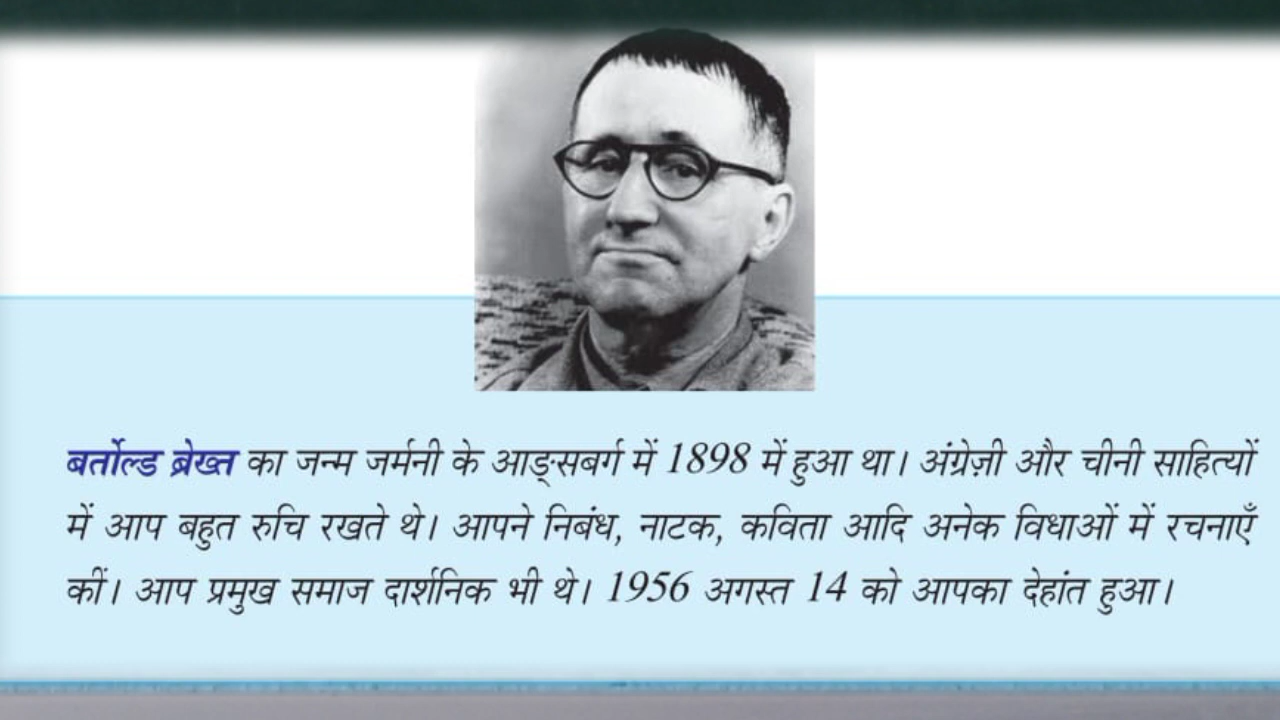 बर्तोल्ड ब्रेख्त का जन्म जर्मनी के आङ्सबर्ग में 1898 में हुआ था। अंग्रेज़ी और चीनी साहित्यों
में आप बहुत रुचि रखते थे। आपने निबंध, नाटक, कविता आदि अनेक विधाओं में रचनाएँ
कीं। आप प्रमुख समाज दार्शनिक भी थे। 1956 अगस्त 14 को आपका देहांत हुआ।